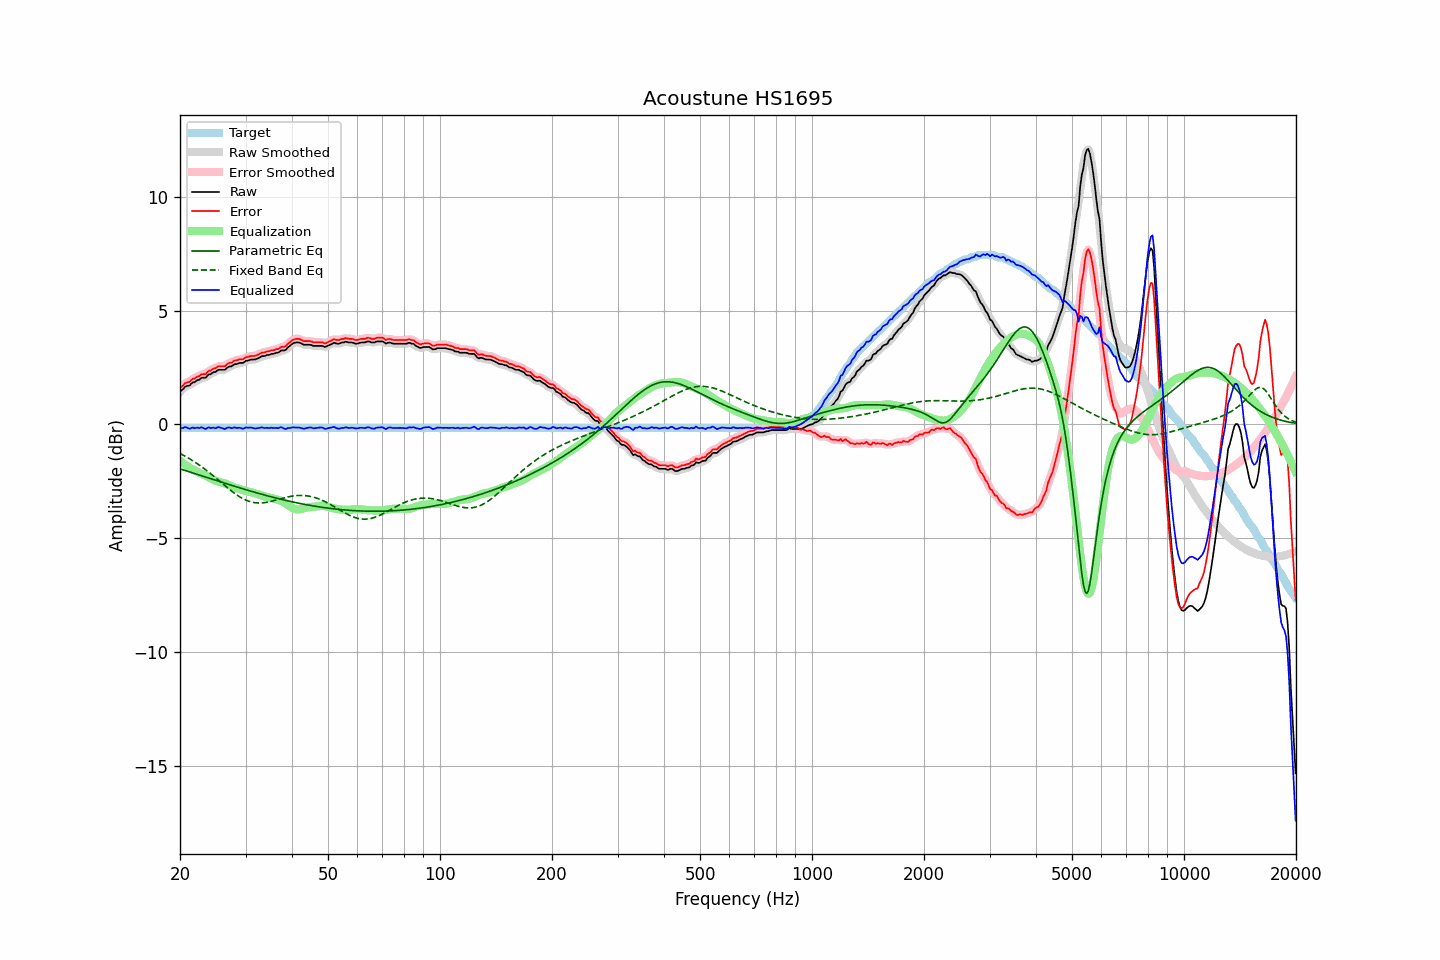 Acoustune HS1695
Target
Raw Smoothed
Error Smoothed
Raw
Error
Equalization
Parametric Eq
Fixed Band Eq
Equalized
10
5
0
−5
−10
−15
Amplitude (dBr)
20 50 100 200 500 1000 2000 5000 10000 20000
Frequency (Hz)